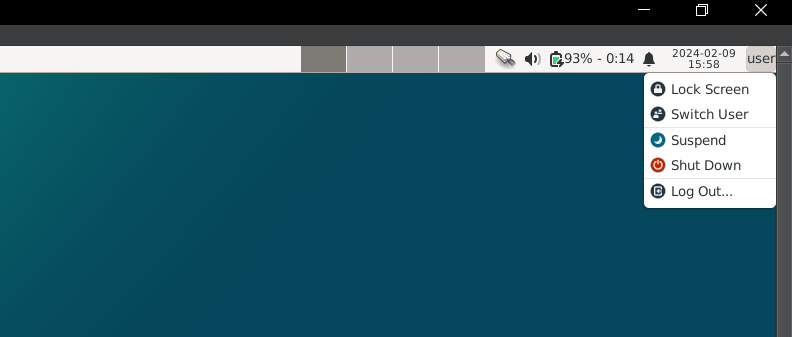 93% - 0:14
2024-02-09
15:58
user
Lock Screen
Switch User
Suspend
Shut Down
Log Out...